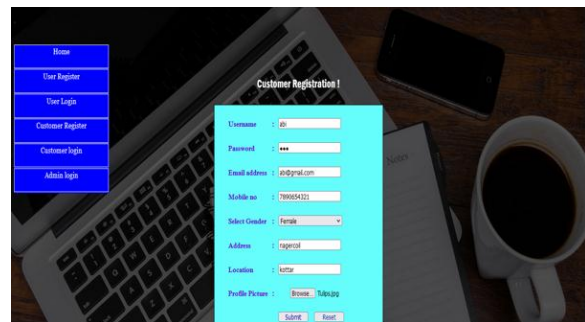 Home
User Register
User Login
Customer Register
Customer login
Admin login
Customer Registration !
Username : abi
Password : •••
Email address : ab@gmail.com
Mobile no : 7890654321
Select Gender : Female
Address : nagercoil
Location : kottar
Profile Picture : Browse... Tulips.jpg
Submit Reset
Notes